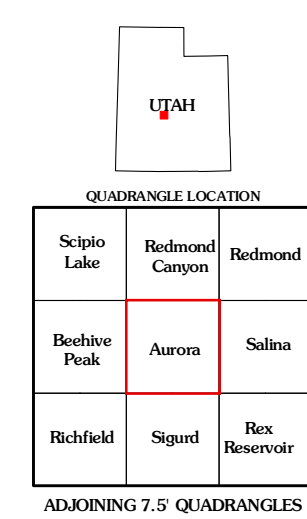 UTAH
QUADRANGLE LOCATION
Scipio
Lake
Redmond
Canyon
Redmond
Beehive
Peak
Aurora
Salina
Richfield
Sigurd
Rex
Reservoir
ADJOINING 7.5' QUADRANGLES